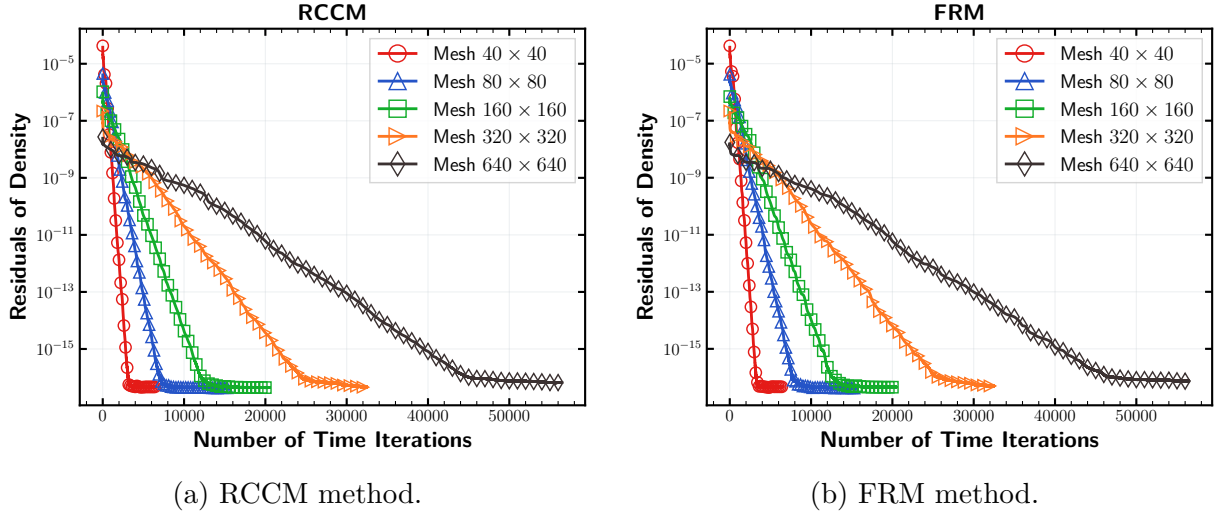 RCCM
Residuals of Density
10⁻⁵
10⁻⁷
10⁻⁹
10⁻¹¹
10⁻¹³
10⁻¹⁵
Mesh 40 × 40
Mesh 80 × 80
Mesh 160 × 160
Mesh 320 × 320
Mesh 640 × 640
0 10000 20000 30000 40000 50000
Number of Time Iterations
(a) RCCM method.
FRM
Residuals of Density
10⁻⁵
10⁻⁷
10⁻⁹
10⁻¹¹
10⁻¹³
10⁻¹⁵
Mesh 40 × 40
Mesh 80 × 80
Mesh 160 × 160
Mesh 320 × 320
Mesh 640 × 640
0 10000 20000 30000 40000 50000
Number of Time Iterations
(b) FRM method.